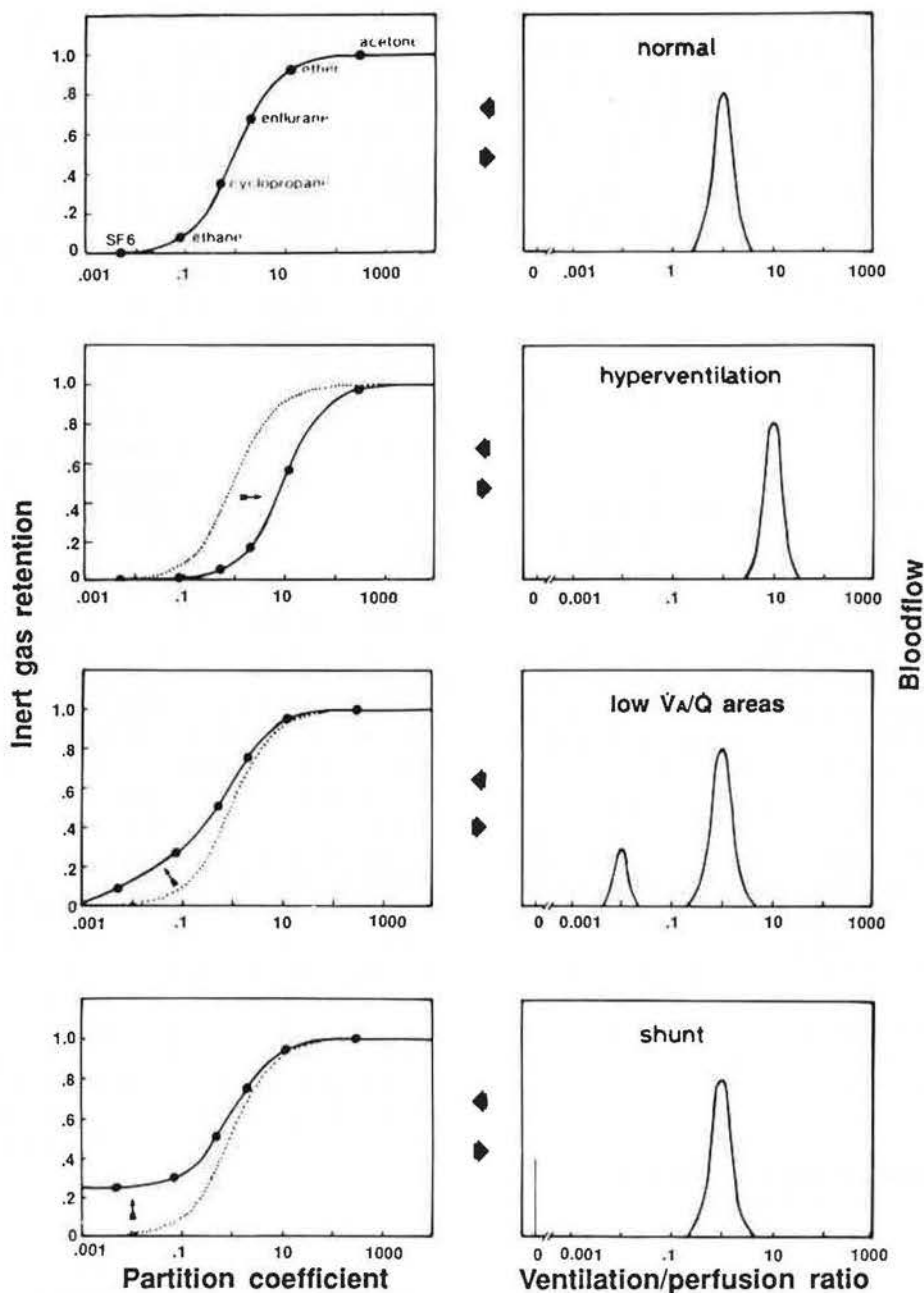 acetone
normal
1.0
ether
.8
enflurane
.6
.4
cyclopropane
.2
SF6
ethane
0
.001 .1 10 1000
0 .001 1 10 1000
hyperventilation
1.0
.8
.6
.4
.2
0
.001 .1 10 1000
0 0.001 .1 10 1000
Inert gas retention
Bloodflow
low V̇A/Q̇ areas
1.0
.8
.6
.4
.2
0
.001 .1 10 1000
0 0.001 .1 10 1000
shunt
1.0
.8
.6
0.4
0.2
0
.001 .1 10 1000
0 0.001 .1 10 1000
Partition coefficient
Ventilation/perfusion ratio